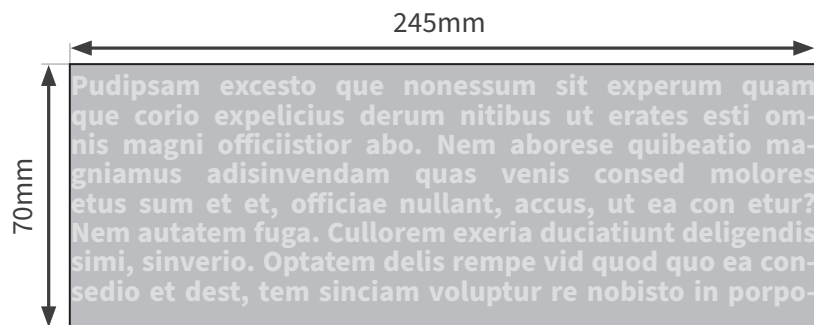 245mm
70mm
Pudipsam excesto que nonessum sit experum quam
que corio expelicius derum nitibus ut erates esti om-
nis magni officiistior abo. Nem aborese quibeatio ma-
gniamus adisinvendam quas venis consed molores
etus sum et et, officiae nullant, accus, ut ea con etur?
Nem autatem fuga. Cullorem exeria duciatiunt deligendis
simi, sinverio. Optatem delis rempe vid quod quo ea con-
sedio et dest, tem sinciam voluptur re nobisto in porpo-